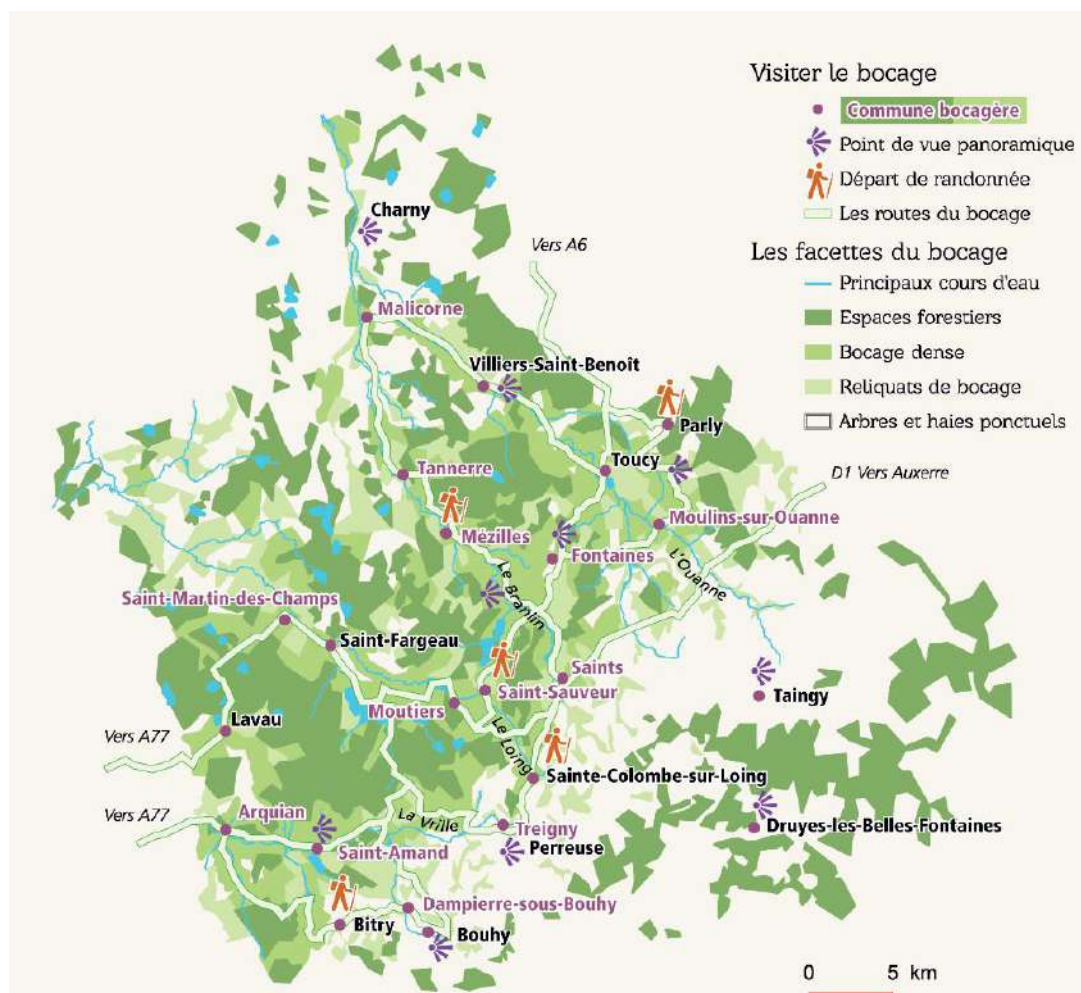 Visiter le bocage
Commune bocagère
Point de vue panoramique
Départ de randonnée
Les routes du bocage
Les facettes du bocage
Principaux cours d'eau
Espaces forestiers
Bocage dense
Reliquats de bocage
Arbres et haies ponctuels
Charny
Vers A6
Malicorne
Villiers-Saint-Benoît
Parly
Toucy
D1 Vers Auxerre
Tannerre
Moulins-sur-Ouanne
Mézilles
Fontaines
L'Ouanne
Le Branlin
Saint-Martin-des-Champs
Saint-Fargeau
Saints
Saint-Sauveur
Taingy
Moutiers
Lavau
Vers A77
Le Loing
Sainte-Colombe-sur-Loing
Vers A77
Arquian
La Vrille
Treigny
Druyes-les-Belles-Fontaines
Saint-Amand
Perreuse
Dampierre-sous-Bouhy
Bitry
Bouhy
0 5 km